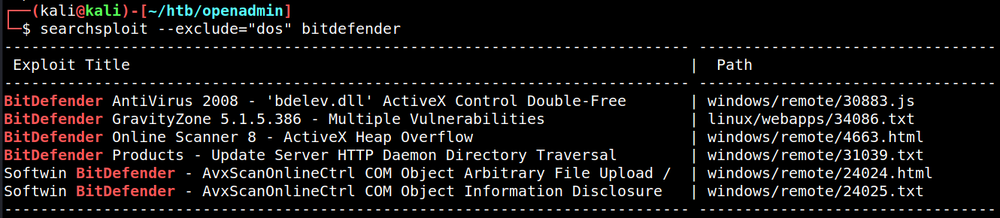 ┌──(kali@kali)-[~/htb/openadmin]
└─$ searchsploit --exclude="dos" bitdefender
---------------------------------------------------------------------------- ---------------------------------
Exploit Title | Path
---------------------------------------------------------------------------- ---------------------------------
BitDefender AntiVirus 2008 - 'bdelev.dll' ActiveX Control Double-Free | windows/remote/30883.js
BitDefender GravityZone 5.1.5.386 - Multiple Vulnerabilities | linux/webapps/34086.txt
BitDefender Online Scanner 8 - ActiveX Heap Overflow | windows/remote/4663.html
BitDefender Products - Update Server HTTP Daemon Directory Traversal | windows/remote/31039.txt
Softwin BitDefender - AvxScanOnlineCtrl COM Object Arbitrary File Upload / | windows/remote/24024.html
Softwin BitDefender - AvxScanOnlineCtrl COM Object Information Disclosure | windows/remote/24025.txt
---------------------------------------------------------------------------- ---------------------------------